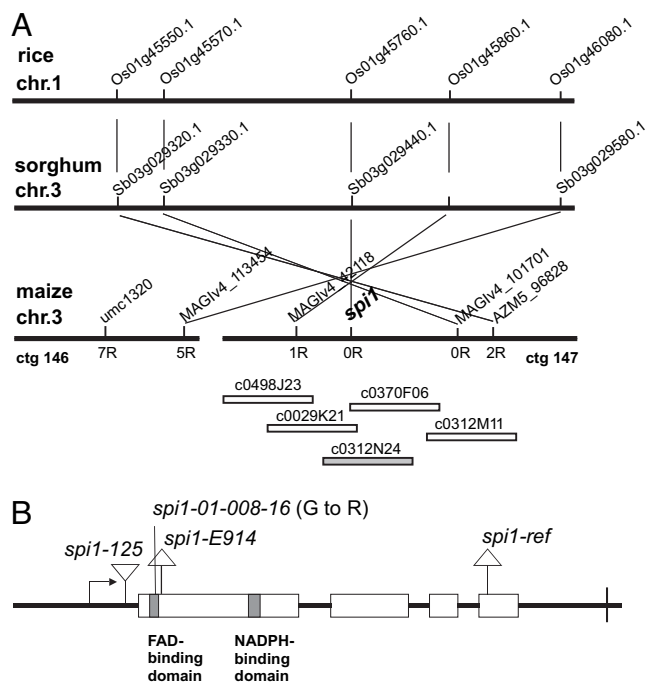 A
rice
chr.1
Os01g45550.1
Os01g45570.1
Os01g45760.1
Os01g45860.1
Os01g46080.1
sorghum
chr.3
Sb03g029320.1
Sb03g029330.1
Sb03g029440.1
Sb03g029580.1
maize
chr.3
umc1320
MAGIv4_113454
MAGIv4_42118
spi1
MAGIv4_101701
AZM5_96828
ctg 146
7R
5R
1R
0R
0R
2R
ctg 147
c0498J23
c0370F06
c0029K21
c0312M11
c0312N24
B
spi1-01-008-16 (G to R)
spi1-125
spi1-E914
spi1-ref
FAD-
binding
domain
NADPH-
binding
domain